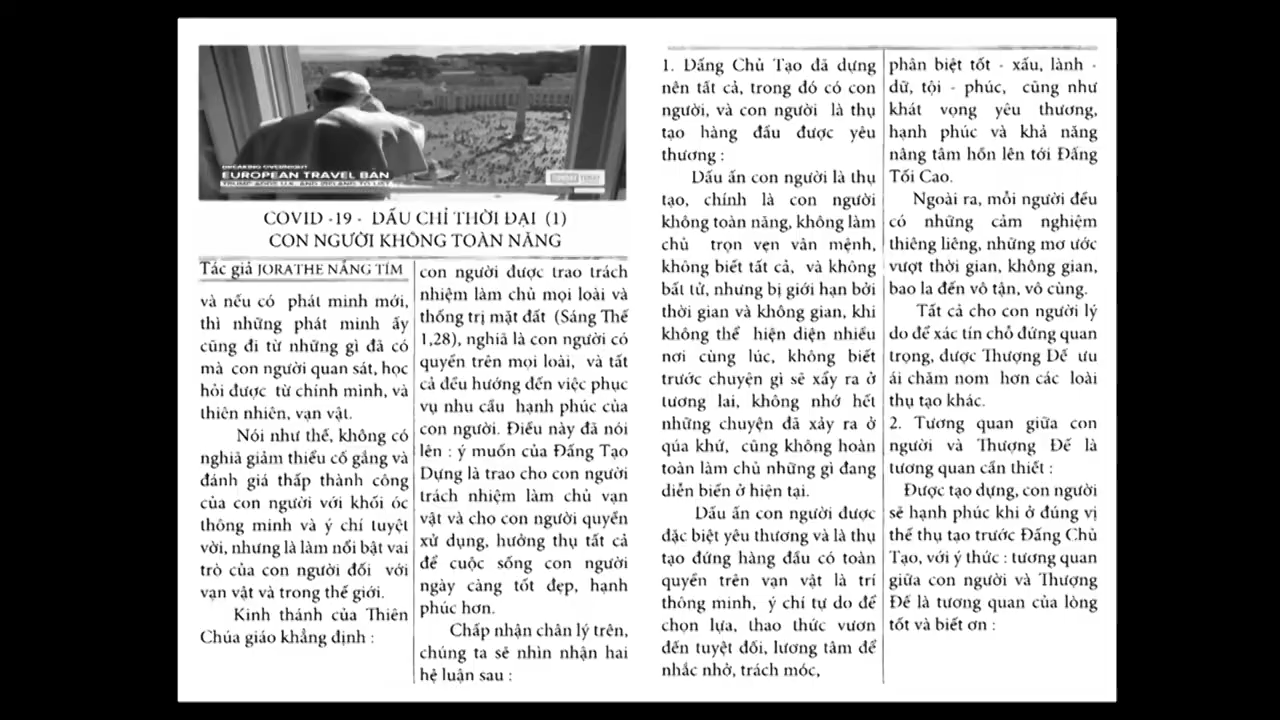 BREAKING OVERNIGHT
EUROPEAN TRAVEL BAN
TRUMP ADDS U.K. AND IRELAND TO LIST
SUNDAY TODAY
COVID -19 - DẤU CHỈ THỜI ĐẠI (1)
CON NGƯỜI KHÔNG TOÀN NĂNG
Tác giả JORATHE NẮNG TÍM
và nếu có phát minh mới,
thì những phát minh ấy
cũng đi từ những gì đã có
mà con người quan sát, học
hỏi được từ chính mình, và
thiên nhiên, vạn vật.
Nói như thế, không có
nghĩa giảm thiểu cố gắng và
đánh giá thấp thành công
của con người với khối óc
thông minh và ý chí tuyệt
vời, nhưng là làm nổi bật vai
trò của con người đối với
vạn vật và trong thế giới.
Kinh thánh của Thiên
Chúa giáo khẳng định :
con người được trao trách
nhiệm làm chủ mọi loài và
thống trị mặt đất (Sáng Thế
1,28), nghĩa là con người có
quyền trên mọi loài, và tất
cả đều hướng đến việc phục
vụ nhu cầu hạnh phúc của
con người. Điều này đã nói
lên : ý muốn của Đấng Tạo
Dựng là trao cho con người
trách nhiệm làm chủ vạn
vật và cho con người quyền
xử dụng, hưởng thụ tất cả
để cuộc sống con người
ngày càng tốt đẹp, hạnh
phúc hơn.
Chấp nhận chân lý trên,
chúng ta sẽ nhìn nhận hai
hệ luận sau :
1. Đấng Chủ Tạo đã dựng
nên tất cả, trong đó có con
người, và con người là thụ
tạo hàng đầu được yêu
thương :
Dấu ấn con người là thụ
tạo, chính là con người
không toàn năng, không làm
chủ trọn vẹn vận mệnh,
không biết tất cả, và không
bất tử, nhưng bị giới hạn bởi
thời gian và không gian, khi
không thể hiện diện nhiều
nơi cùng lúc, không biết
trước chuyện gì sẽ xẩy ra ở
tương lai, không nhớ hết
những chuyện đã xảy ra ở
qúa khứ, cũng không hoàn
toàn làm chủ những gì đang
diễn biến ở hiện tại.
Dấu ấn con người được
đặc biệt yêu thương và là thụ
tạo đứng hàng đầu có toàn
quyền trên vạn vật là trí
thông minh, ý chí tự do để
chọn lựa, thao thức vươn
đến tuyệt đối, lương tâm để
nhắc nhở, trách móc,
phân biệt tốt - xấu, lành -
dữ, tội - phúc, cũng như
khát vọng yêu thương,
hạnh phúc và khả năng
nâng tâm hồn lên tới Đấng
Tối Cao.
Ngoài ra, mỗi người đều
có những cảm nghiệm
thiêng liêng, những mơ ước
vượt thời gian, không gian,
bao la đến vô tận, vô cùng.
Tất cả cho con người lý
do để xác tín chỗ đứng quan
trọng, được Thượng Đế ưu
ái chăm nom hơn các loài
thụ tạo khác.
2. Tương quan giữa con
người và Thượng Đế là
tương quan cần thiết :
Được tạo dựng, con người
sẽ hạnh phúc khi ở đúng vị
thế thụ tạo trước Đấng Chủ
Tạo, với ý thức : tương quan
giữa con người và Thượng
Đế là tương quan của lòng
tốt và biết ơn :